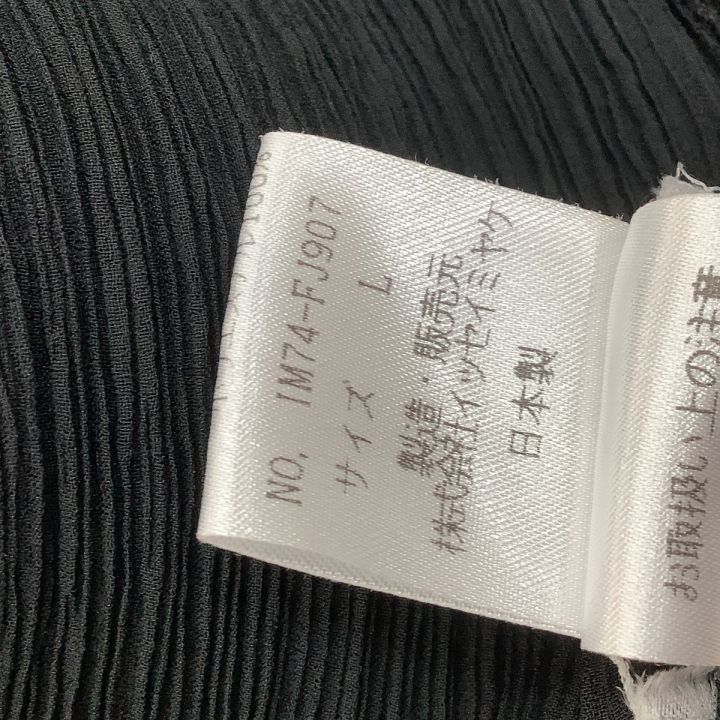 NO. IM74-FJ907
サイズ L
製造・販売元
株式会社イッセイミヤケ
日本製
お取扱い上の注意